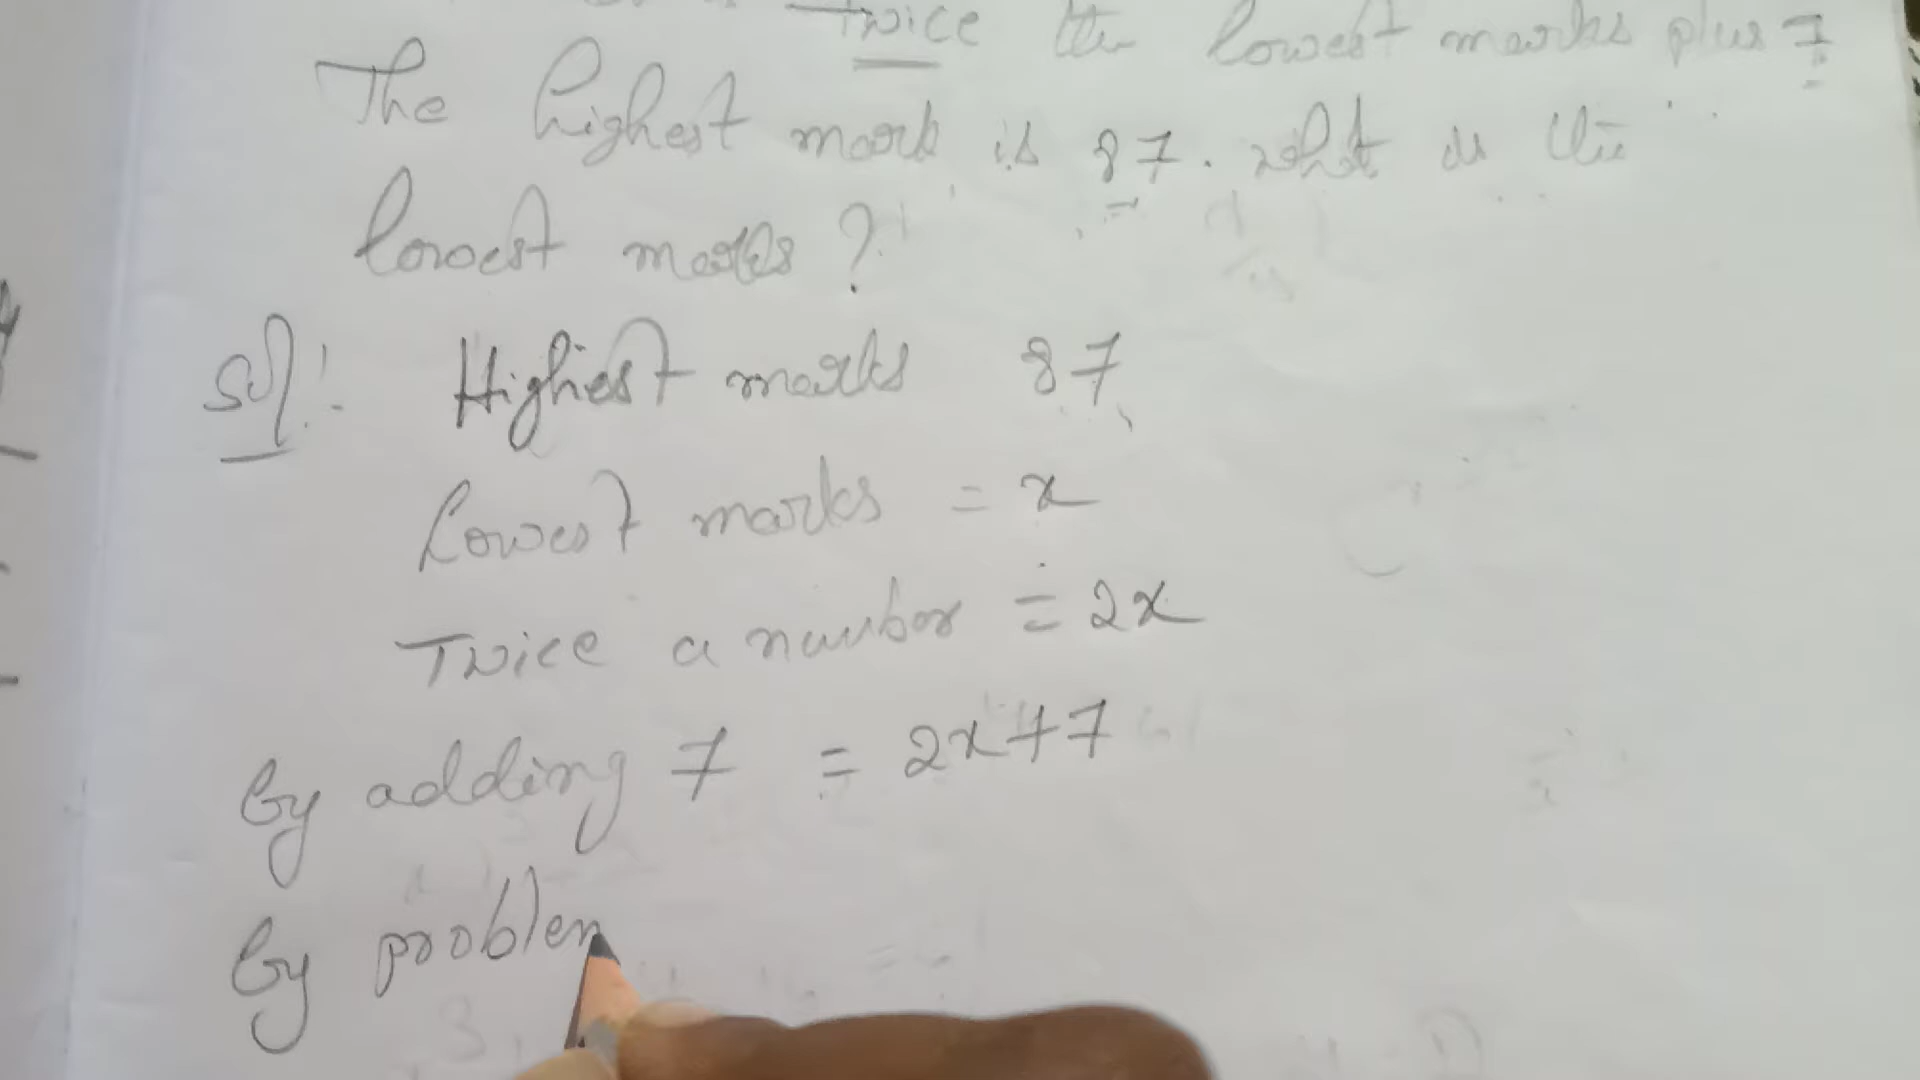 Twice the lowest marks plus 7
The highest mark is 87. what is the
lowest marks?
Sol: Highest marks 87
Lowest marks = x
Twice a number = 2x
By adding 7 = 2x+7
By problem